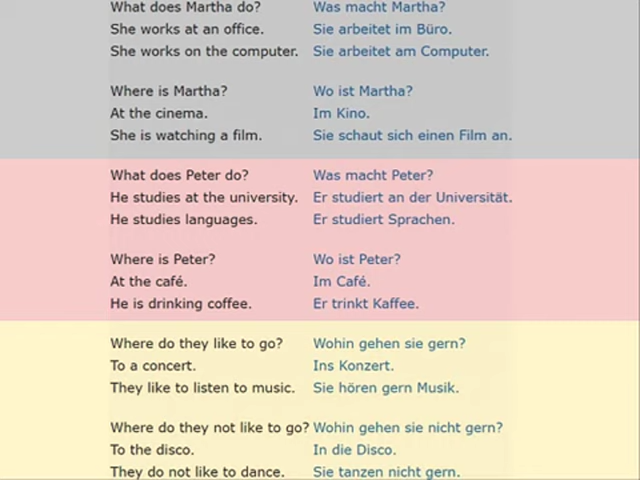 What does Martha do? Was macht Martha?
She works at an office. Sie arbeitet im Büro.
She works on the computer. Sie arbeitet am Computer.
Where is Martha? Wo ist Martha?
At the cinema. Im Kino.
She is watching a film. Sie schaut sich einen Film an.
What does Peter do? Was macht Peter?
He studies at the university. Er studiert an der Universität.
He studies languages. Er studiert Sprachen.
Where is Peter? Wo ist Peter?
At the café. Im Café.
He is drinking coffee. Er trinkt Kaffee.
Where do they like to go? Wohin gehen sie gern?
To a concert. Ins Konzert.
They like to listen to music. Sie hören gern Musik.
Where do they not like to go? Wohin gehen sie nicht gern?
To the disco. In die Disco.
They do not like to dance. Sie tanzen nicht gern.